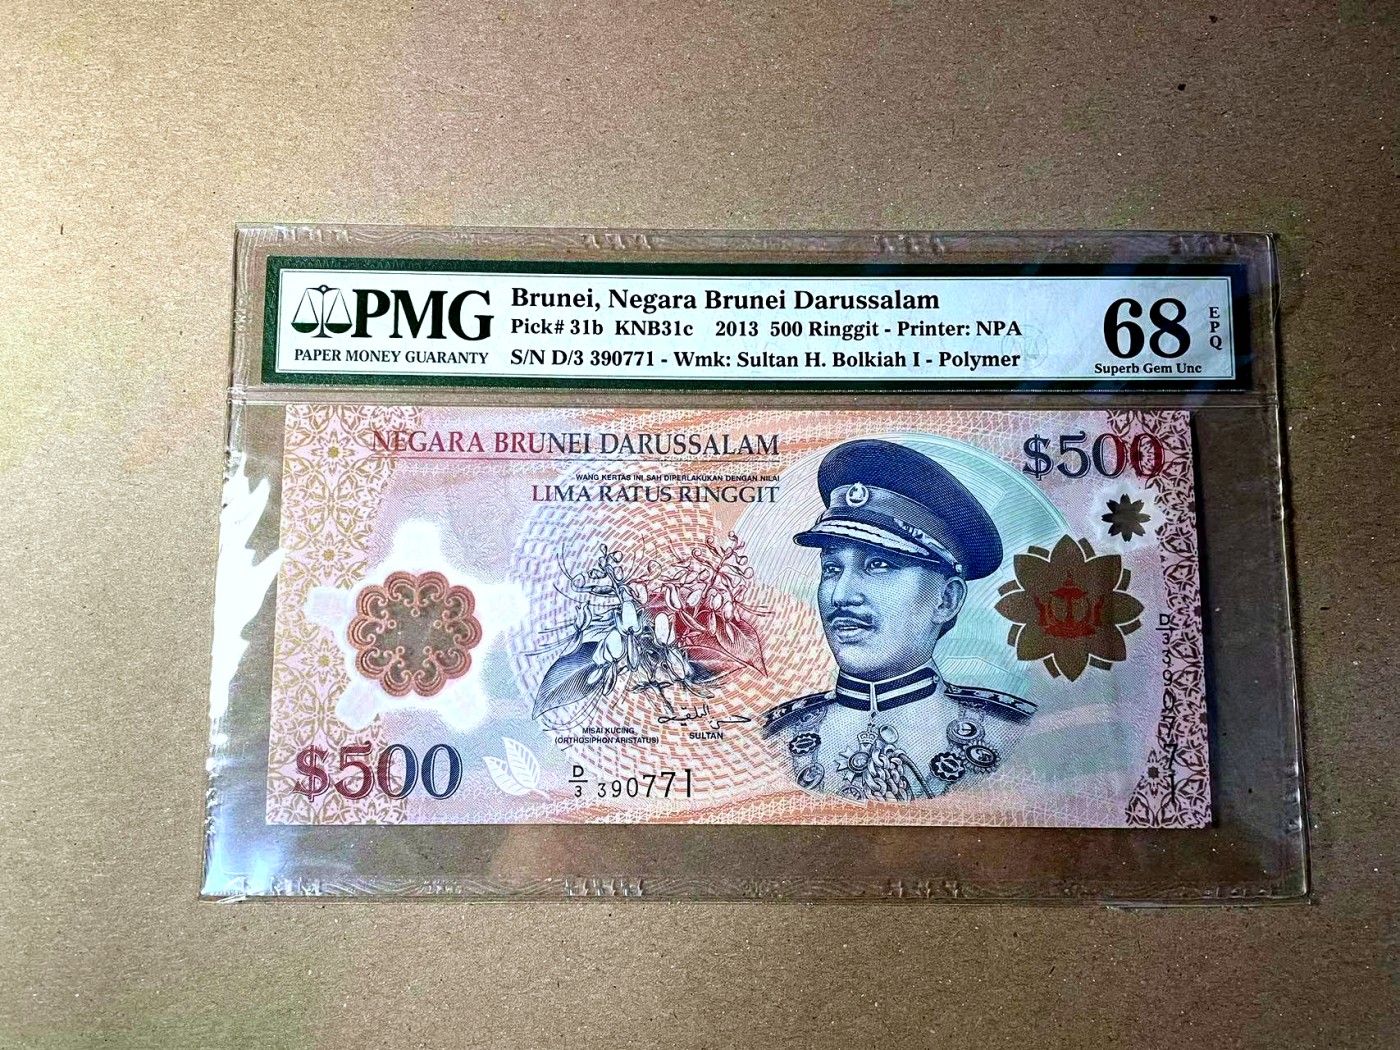 PMG
PAPER MONEY GUARANTY
Brunei, Negara Brunei Darussalam
Pick# 31b KNB31c 2013 500 Ringgit - Printer: NPA
S/N D/3 390771 - Wmk: Sultan H. Bolkiah I - Polymer
68
EPQ
Superb Gem Unc
NEGARA BRUNEI DARUSSALAM
$500
WANG KERTAS INI SAH DIPERLAKUKAN DENGAN NILAI
LIMA RATUS RINGGIT
MISAI KUCING
(ORTHOSIPHON ARISTATUS)
SULTAN
$500
D/3 390771
D/3 390771